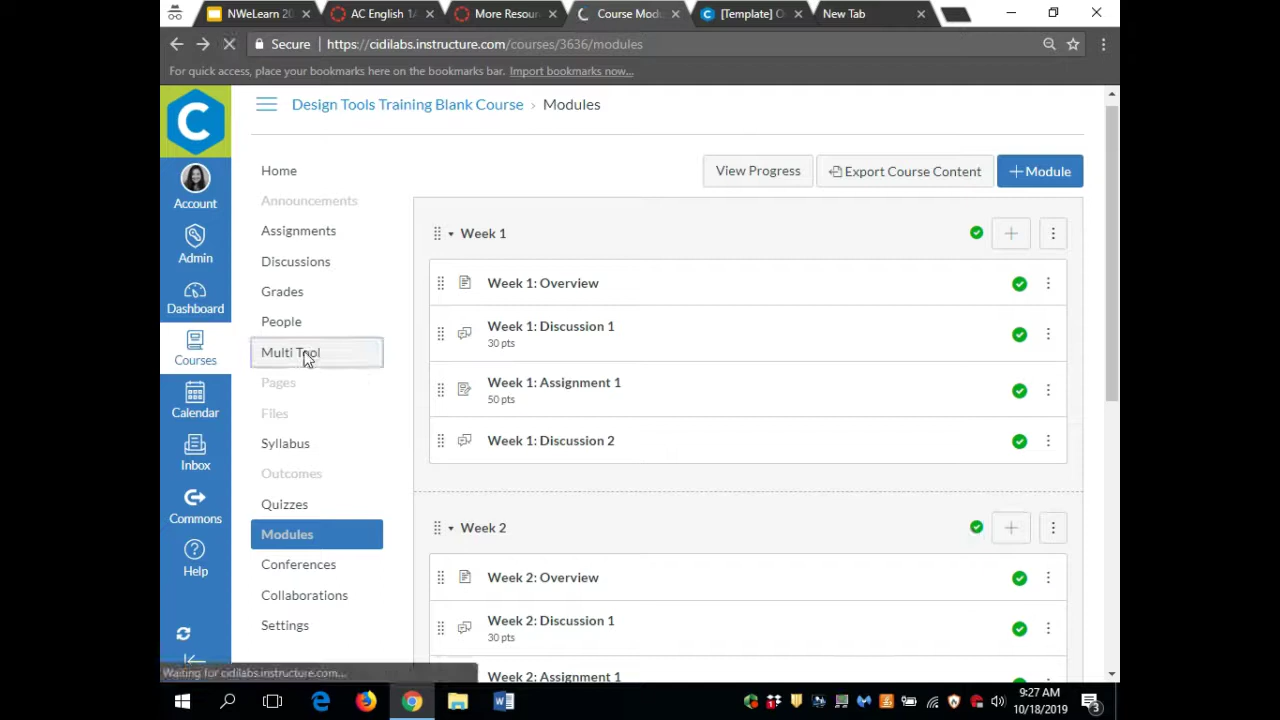 NWeLearn 20
AC English 1A
More Resour
Course Modu
[Template] O
New Tab
Secure
https://cidilabs.instructure.com/courses/3636/modules
For quick access, place your bookmarks here on the bookmarks bar. Import bookmarks now...
C
Account
Admin
Dashboard
Courses
Calendar
Inbox
Commons
Help
Design Tools Training Blank Course › Modules
Home
Announcements
Assignments
Discussions
Grades
People
Multi Tool
Pages
Files
Syllabus
Outcomes
Quizzes
Modules
Conferences
Collaborations
Settings
View Progress
Export Course Content
+ Module
Week 1
Week 1: Overview
Week 1: Discussion 1
30 pts
Week 1: Assignment 1
50 pts
Week 1: Discussion 2
Week 2
Week 2: Overview
Week 2: Discussion 1
30 pts
Week 2: Assignment 1
Waiting for cidilabs.instructure.com...
9:27 AM
10/18/2019
3